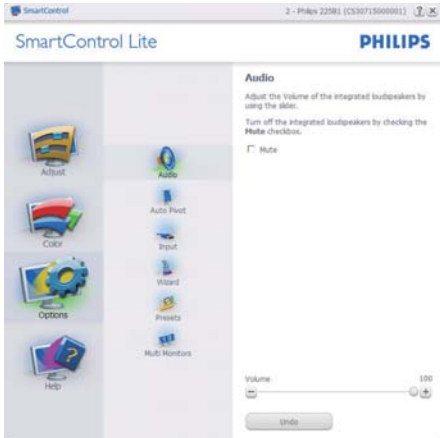 SmartControl
2 - Philips 225B1 (CS30715000001)
SmartControl Lite
PHILIPS
Adjust
Color
Options
Help
Audio
Auto Pivot
Input
Wizard
Presets
Multi Monitors
Audio
Adjust the Volume of the integrated loudspeakers by
using the slider.
Turn off the integrated loudspeakers by checking the
Mute checkbox.
Mute
Volume 100
Undo